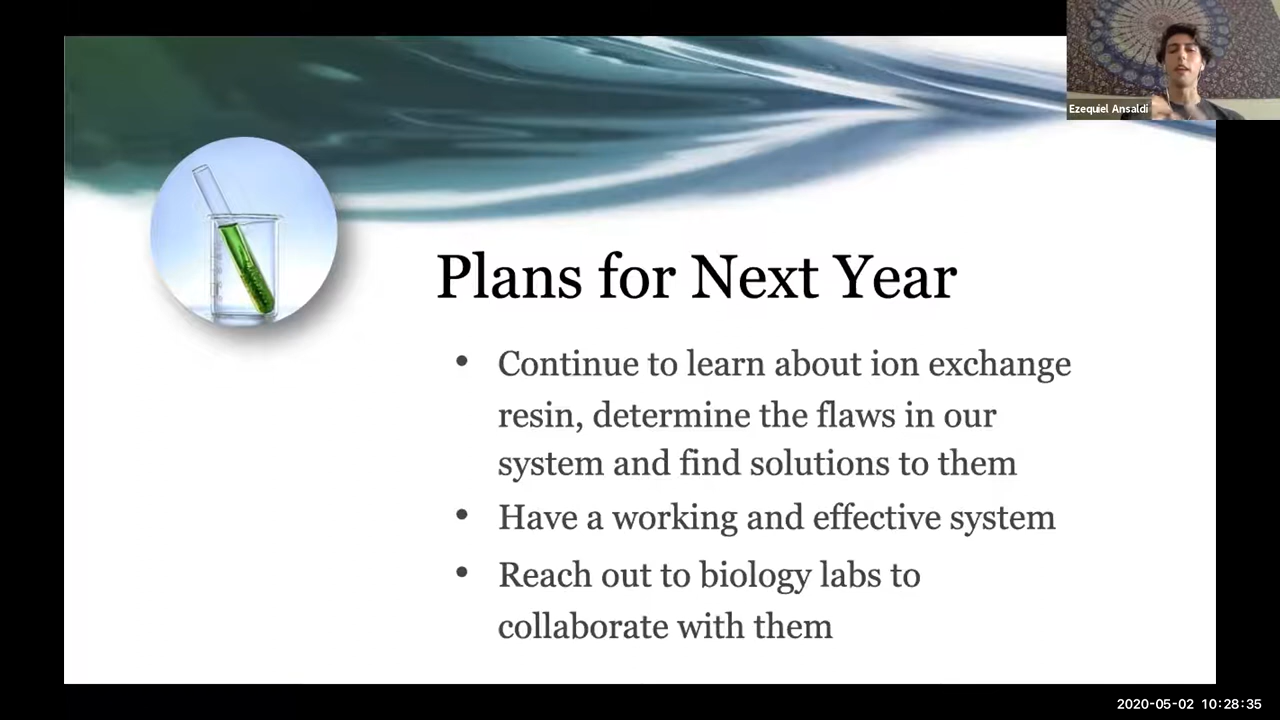 Ezequiel Ansaldi
Plans for Next Year
• Continue to learn about ion exchange
resin, determine the flaws in our
system and find solutions to them
• Have a working and effective system
• Reach out to biology labs to
collaborate with them
2020-05-02 10:28:35